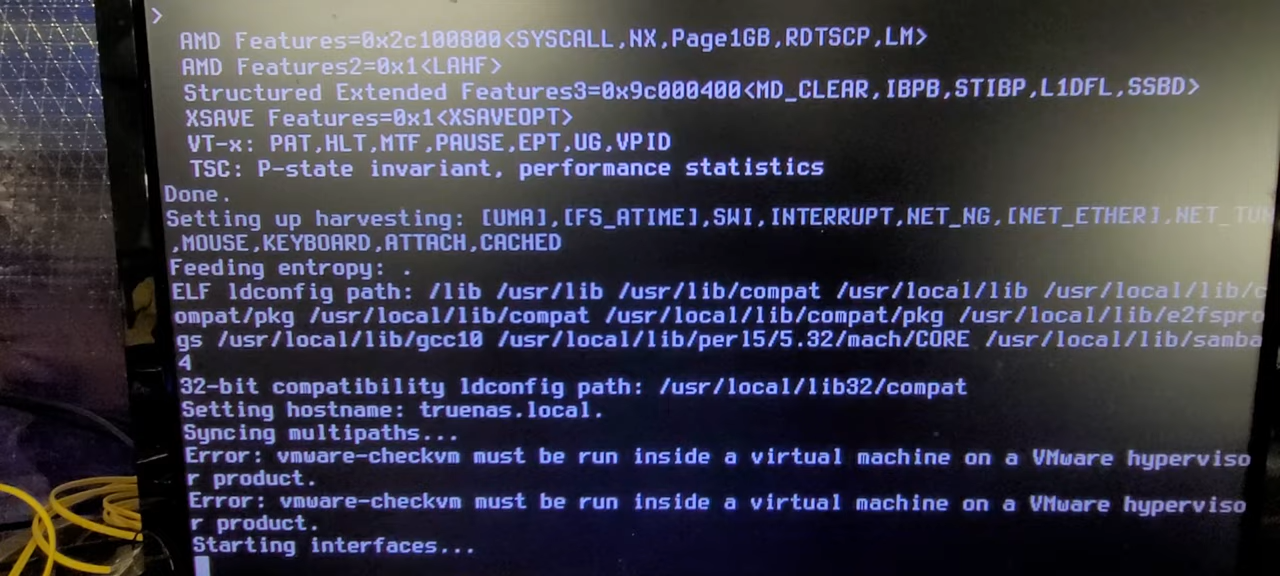 >
AMD Features=0x2c100800<SYSCALL,NX,Page1GB,RDTSCP,LM>
AMD Features2=0x1<LAHF>
Structured Extended Features3=0x9c000400<MD_CLEAR,IBPB,STIBP,L1DFL,SSBD>
XSAVE Features=0x1<XSAVEOPT>
VT-x: PAT,HLT,MTF,PAUSE,EPT,UG,VPID
TSC: P-state invariant, performance statistics
Done.
Setting up harvesting: [UMA],[FS_ATIME],SWI,INTERRUPT,NET_NG,[NET_ETHER],NET_TUN
,MOUSE,KEYBOARD,ATTACH,CACHED
Feeding entropy: .
ELF ldconfig path: /lib /usr/lib /usr/lib/compat /usr/local/lib /usr/local/lib/c
ompat/pkg /usr/local/lib/compat /usr/local/lib/compat/pkg /usr/local/lib/e2fspro
gs /usr/local/lib/gcc10 /usr/local/lib/perl5/5.32/mach/CORE /usr/local/lib/samba
4
32-bit compatibility ldconfig path: /usr/local/lib32/compat
Setting hostname: truenas.local.
Syncing multipaths...
Error: vmware-checkvm must be run inside a virtual machine on a VMware hyperviso
r product.
Error: vmware-checkvm must be run inside a virtual machine on a VMware hyperviso
r product.
Starting interfaces...